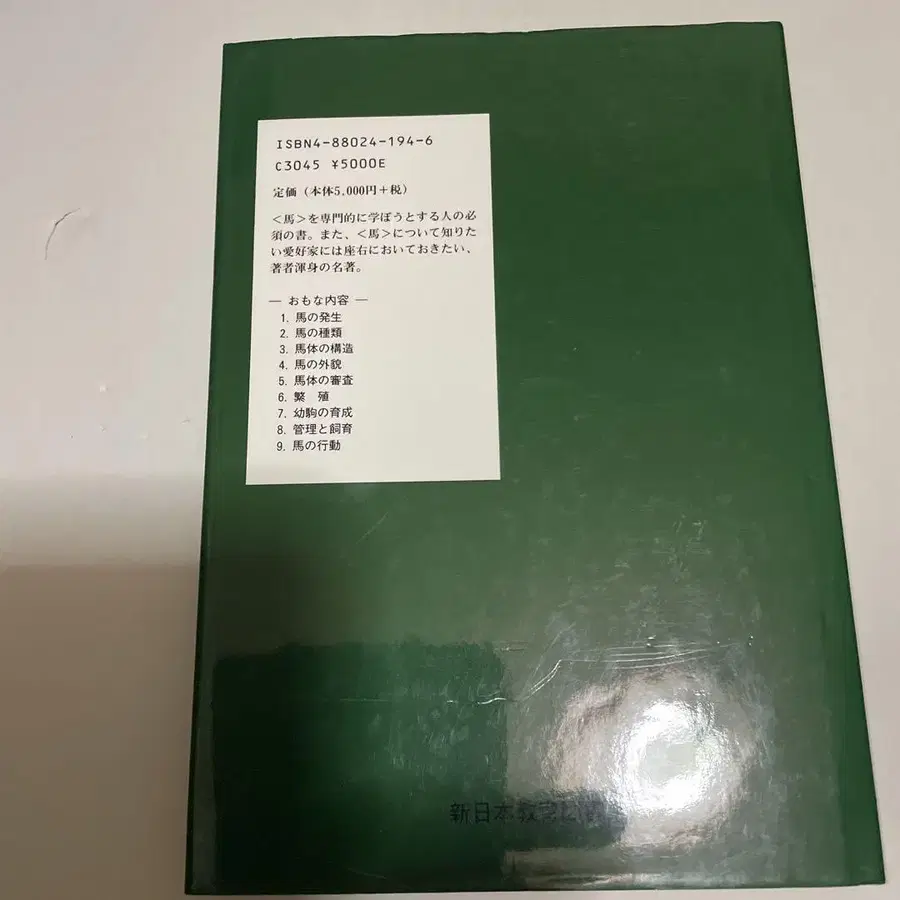 ISBN4-88024-194-6
C3045 ¥5000E
定価（本体5,000円＋税）
＜馬＞を専門的に学ぼうとする人の必
須の書。また、＜馬＞について知りた
い愛好家には座右においておきたい、
著者渾身の名著。
― おもな内容 ―
1. 馬の発生
2. 馬の種類
3. 馬体の構造
4. 馬の外貌
5. 馬体の審査
6. 繁　殖
7. 幼駒の育成
8. 管理と飼育
9. 馬の行動
新日本教育